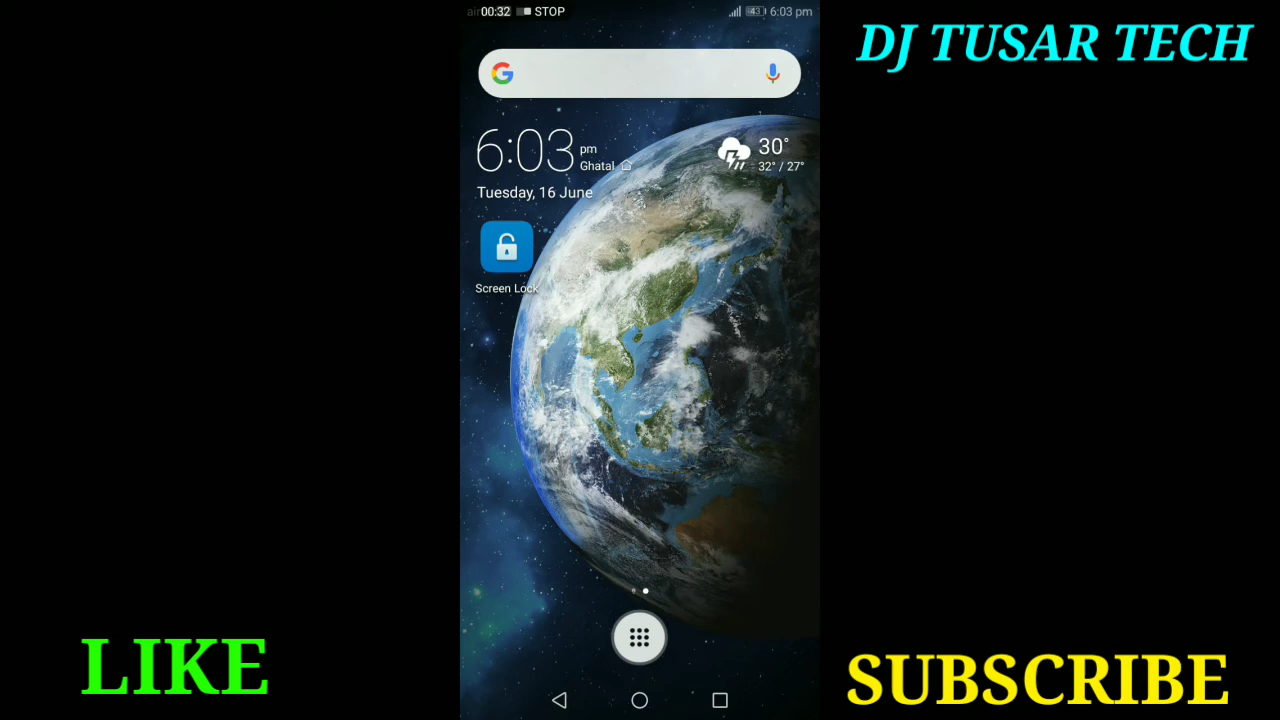 00:32 STOP
43 6:03 pm
DJ TUSAR TECH
6:03 pm
Ghatal
30°
32° / 27°
Tuesday, 16 June
Screen Lock
LIKE
SUBSCRIBE